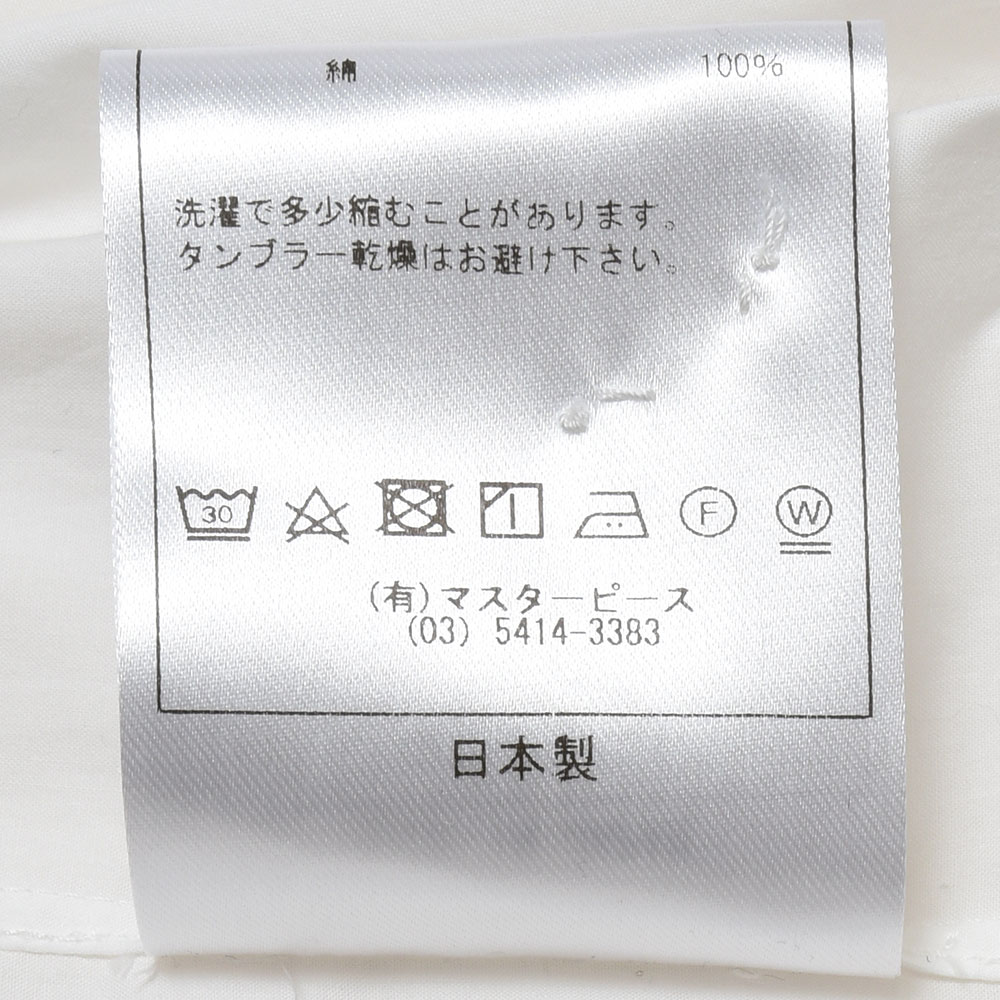 綿 100%
洗濯で多少縮むことがあります。
タンブラー乾燥はお避け下さい。
30 F W
(有)マスターピース
(03) 5414-3383
日本製